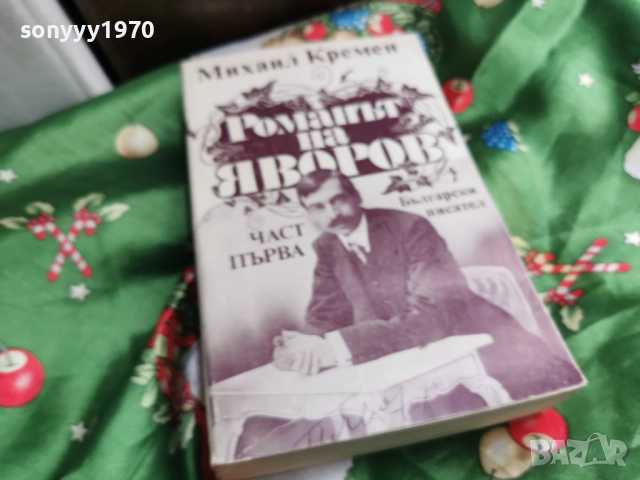 sonyyy1970
Михаил Кремен
Романът
на
ЯВОРОВ
Български
писател
ЧАСТ
ПЪРВА
BAZAR